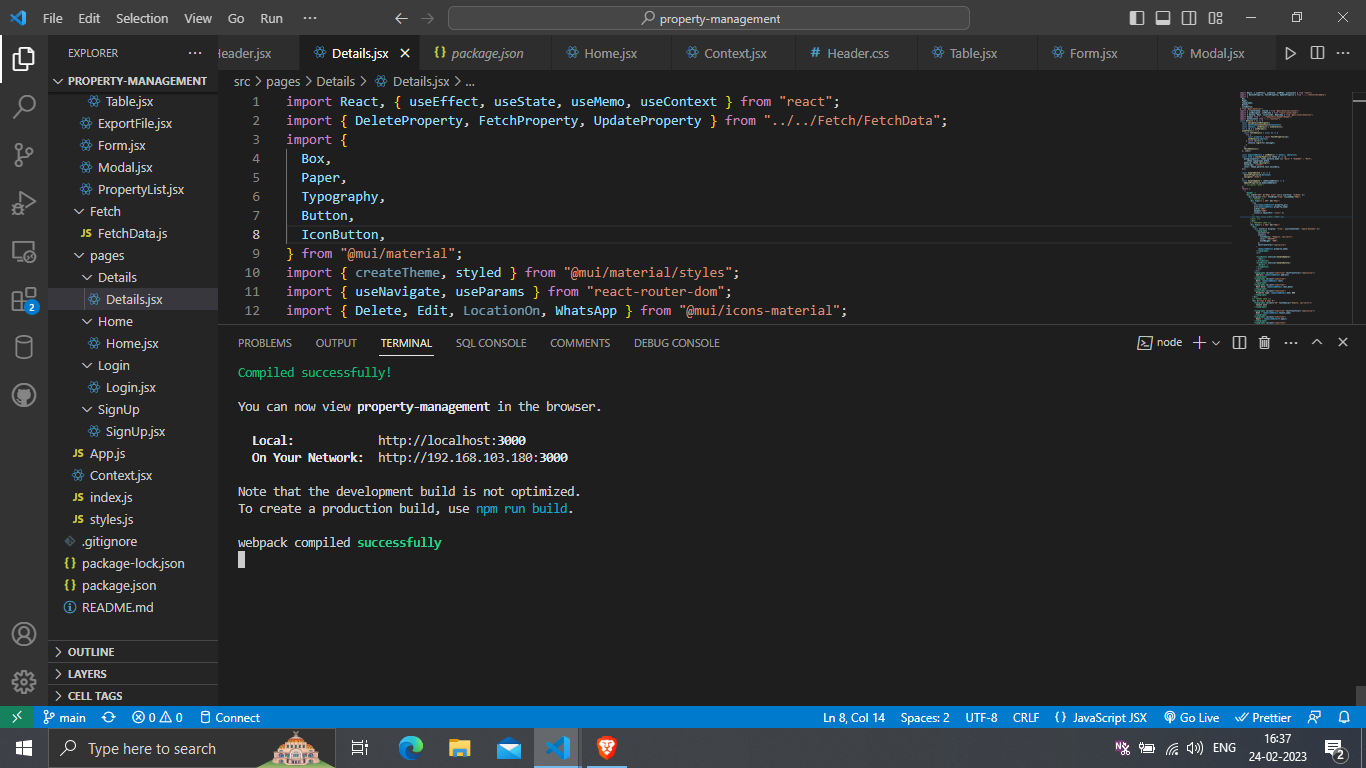 File Edit Selection View Go Run ··· property-management
EXPLORER ···
PROPERTY-MANAGEMENT
Table.jsx
ExportFile.jsx
Form.jsx
Modal.jsx
PropertyList.jsx
Fetch
JS FetchData.js
pages
Details
Details.jsx
Home
Home.jsx
Login
Login.jsx
SignUp
SignUp.jsx
JS App.js
Context.jsx
JS index.js
JS styles.js
.gitignore
{} package-lock.json
{} package.json
README.md
OUTLINE
LAYERS
CELL TAGS
2
Header.jsx Details.jsx {} package.json Home.jsx Context.jsx # Header.css Table.jsx Form.jsx Modal.jsx ···
src > pages > Details > Details.jsx > ...
1 import React, { useEffect, useState, useMemo, useContext } from "react";
2 import { DeleteProperty, FetchProperty, UpdateProperty } from "../../Fetch/FetchData";
3 import {
4 Box,
5 Paper,
6 Typography,
7 Button,
8 IconButton,
9 } from "@mui/material";
10 import { createTheme, styled } from "@mui/material/styles";
11 import { useNavigate, useParams } from "react-router-dom";
12 import { Delete, Edit, LocationOn, WhatsApp } from "@mui/icons-material";
PROBLEMS OUTPUT TERMINAL SQL CONSOLE COMMENTS DEBUG CONSOLE node ···
Compiled successfully!
You can now view property-management in the browser.
Local: http://localhost:3000
On Your Network: http://192.168.103.180:3000
Note that the development build is not optimized.
To create a production build, use npm run build.
webpack compiled successfully
main 0 0 Connect Ln 8, Col 14 Spaces: 2 UTF-8 CRLF {} JavaScript JSX Go Live Prettier
Type here to search ENG 16:37
24-02-2023 2